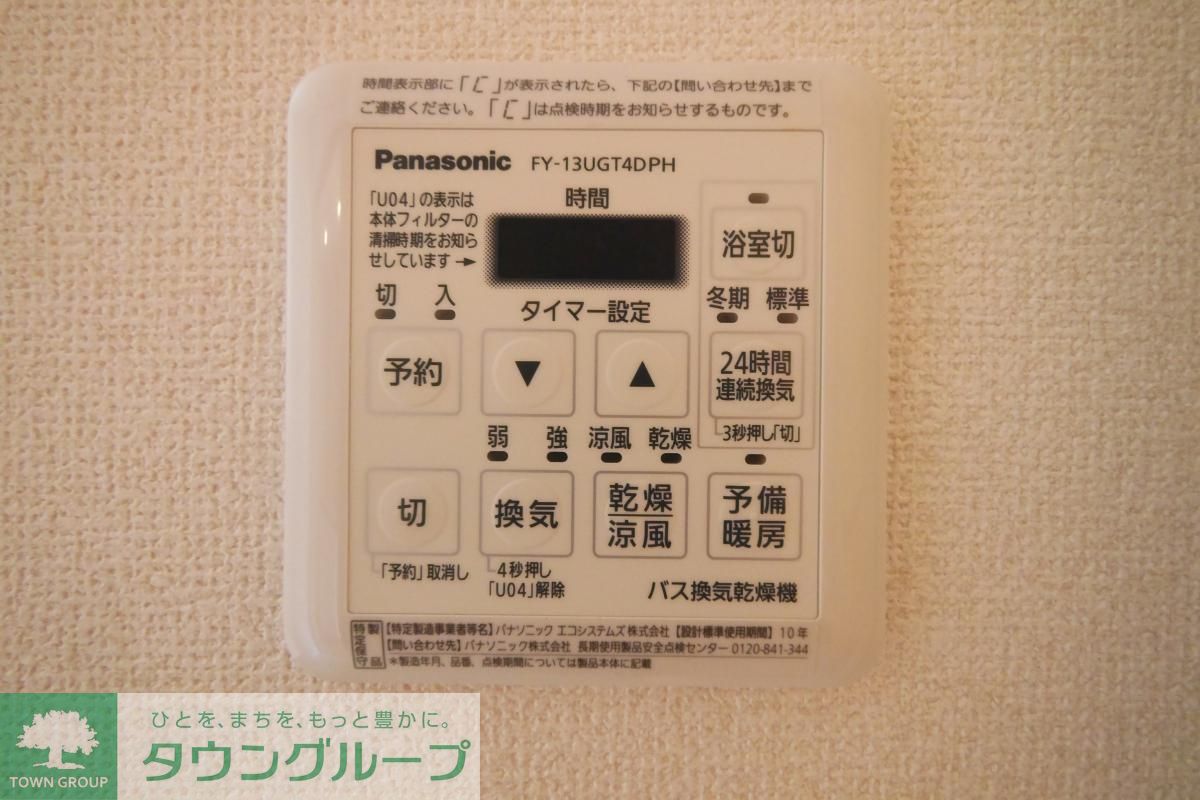 時間表示部に「[」が表示されたら、下記の【問い合わせ先】まで
ご連絡ください。「[」は点検時期をお知らせするものです。
Panasonic FY-13UGT4DPH
「U04」の表示は
本体フィルターの
清掃時期をお知ら
せしています→
時間
浴室切
切 入
タイマー設定
冬期 標準
予約
▼
▲
24時間
連続換気
3秒押し「切」
弱 強 涼風 乾燥
切
換気
乾燥
涼風
予備
暖房
「予約」取消し
4秒押し
「U04」解除
バス換気乾燥機
特定保守製品
【特定製造事業者等名】パナソニック エコシステムズ株式会社【設計標準使用期間】10年
【問い合わせ先】パナソニック株式会社 長期使用製品安全点検センター 0120-841-344
*製造年月、品番、点検期間については製品本体に記載
ひとを、まちを、もっと豊かに。
タウングループ
TOWN GROUP